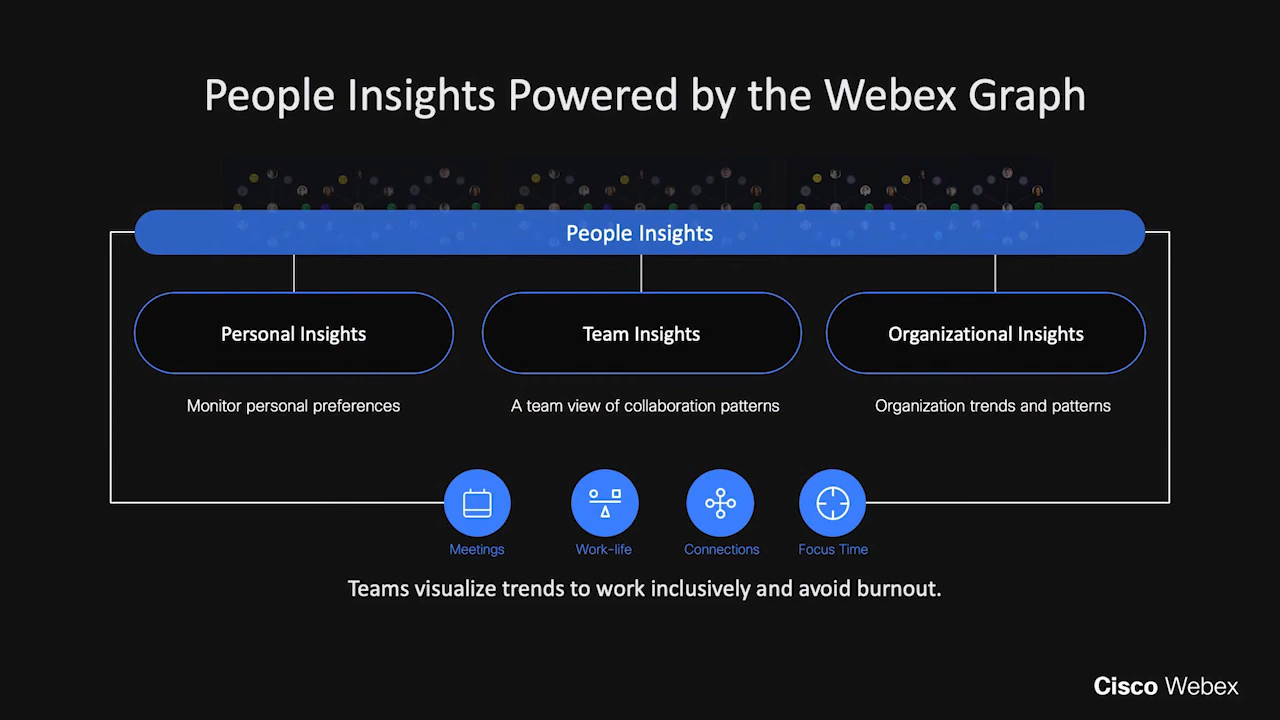 People Insights Powered by the Webex Graph
People Insights
Personal Insights
Team Insights
Organizational Insights
Monitor personal preferences
A team view of collaboration patterns
Organization trends and patterns
Meetings
Work-life
Connections
Focus Time
Teams visualize trends to work inclusively and avoid burnout.
Cisco Webex